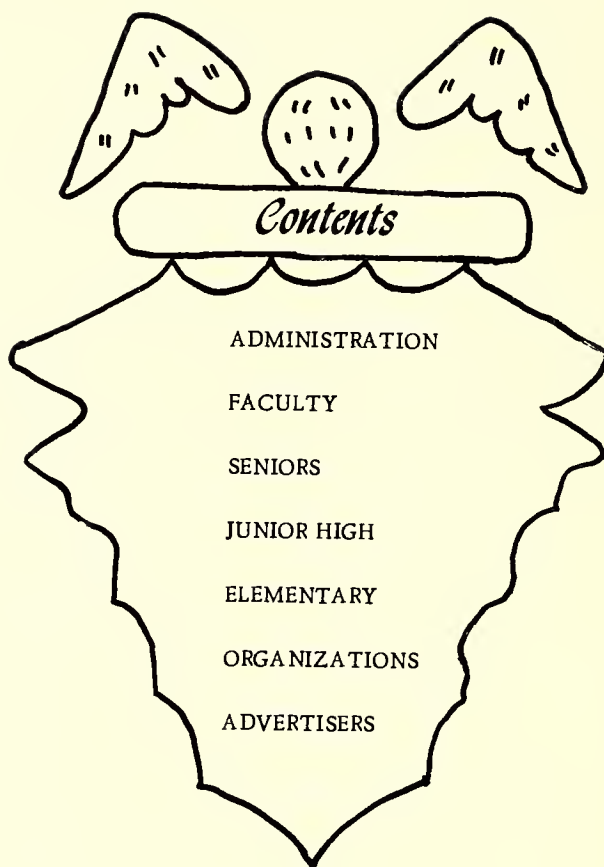 Contents
ADMINISTRATION
FACULTY
SENIORS
JUNIOR HIGH
ELEMENTARY
ORGANIZATIONS
ADVERTISERS